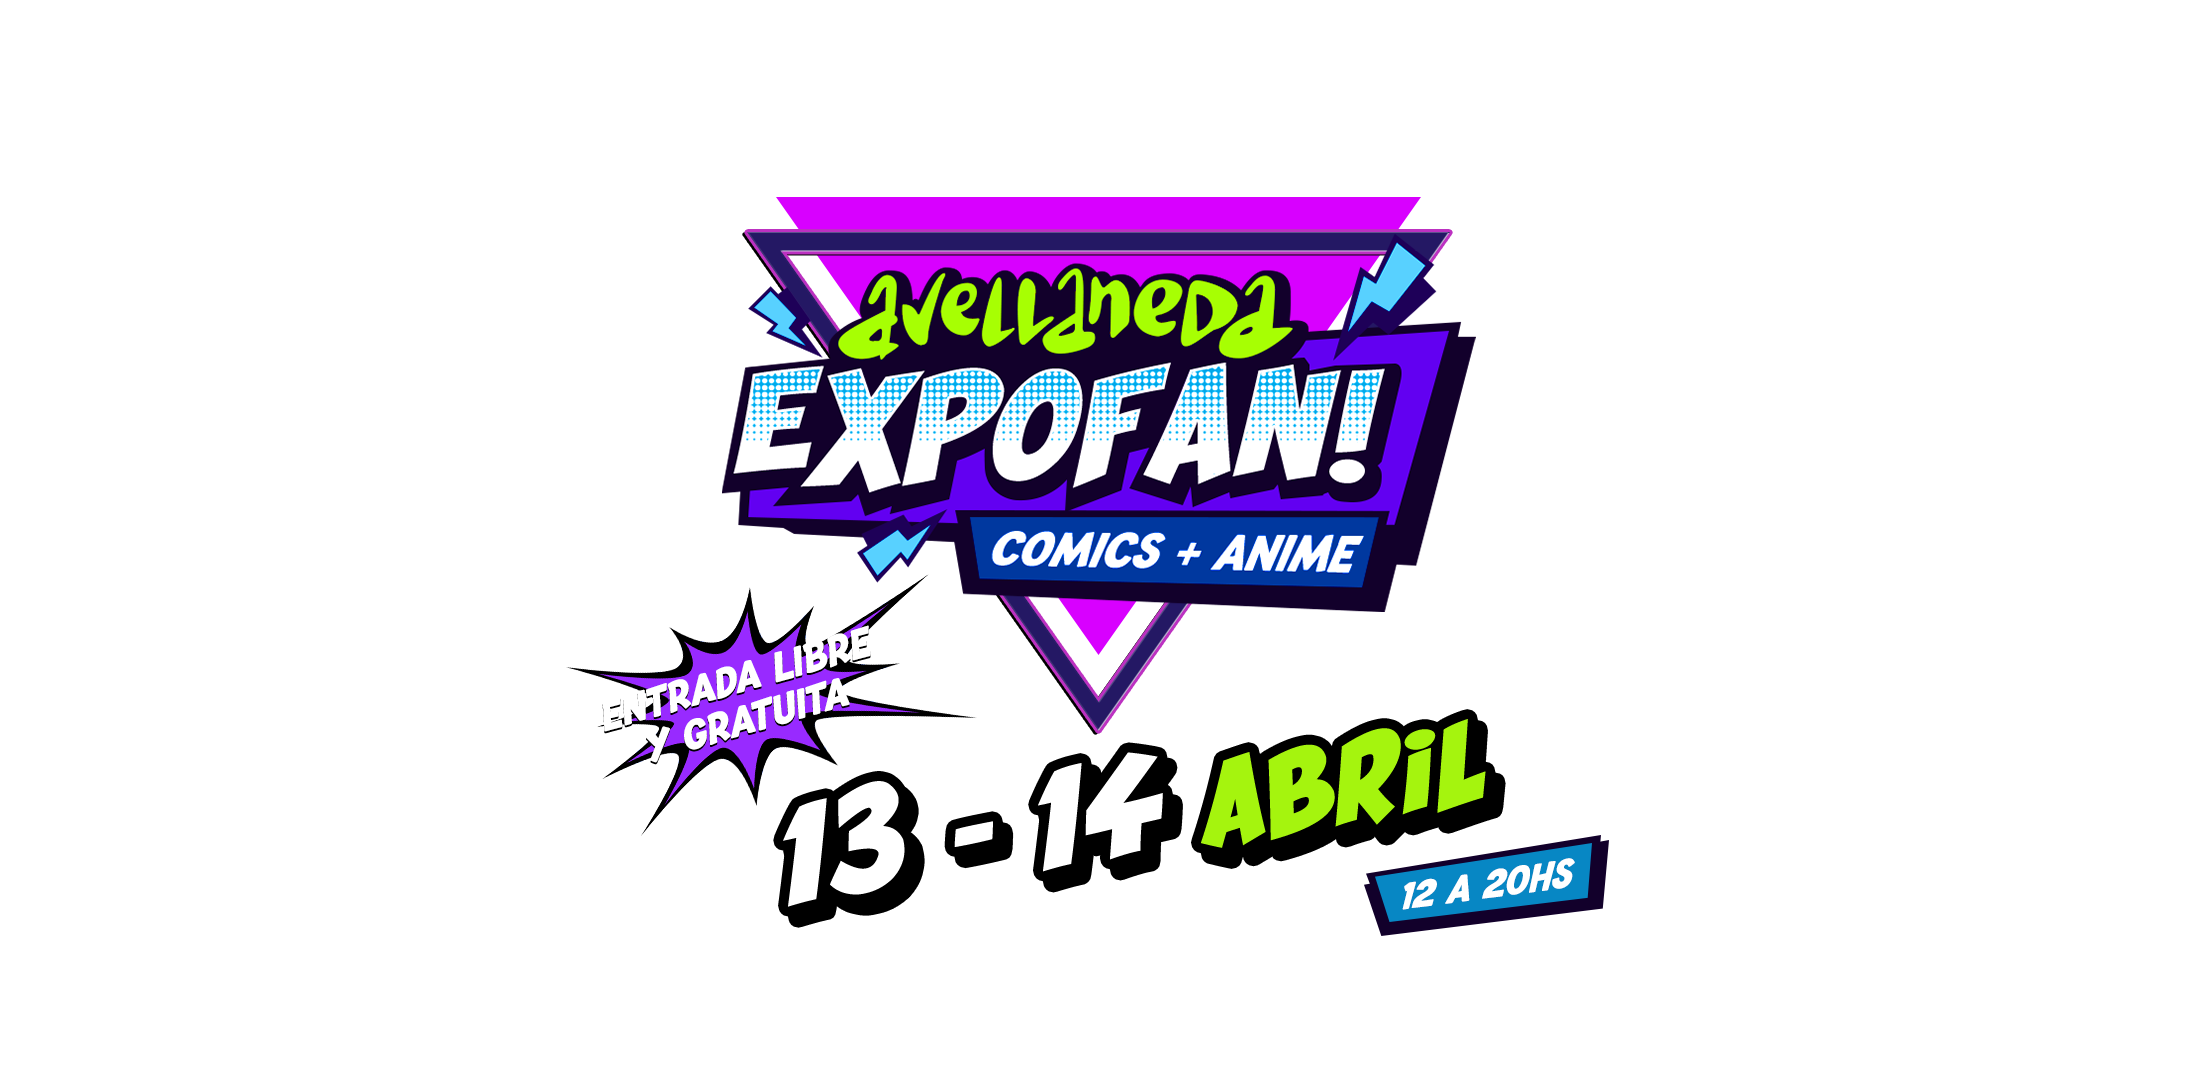 avellaneda
EXPOFAN!
COMICS + ANIME
ENTRADA LIBRE
Y GRATUITA
13 - 14 ABRiL
12 A 20HS